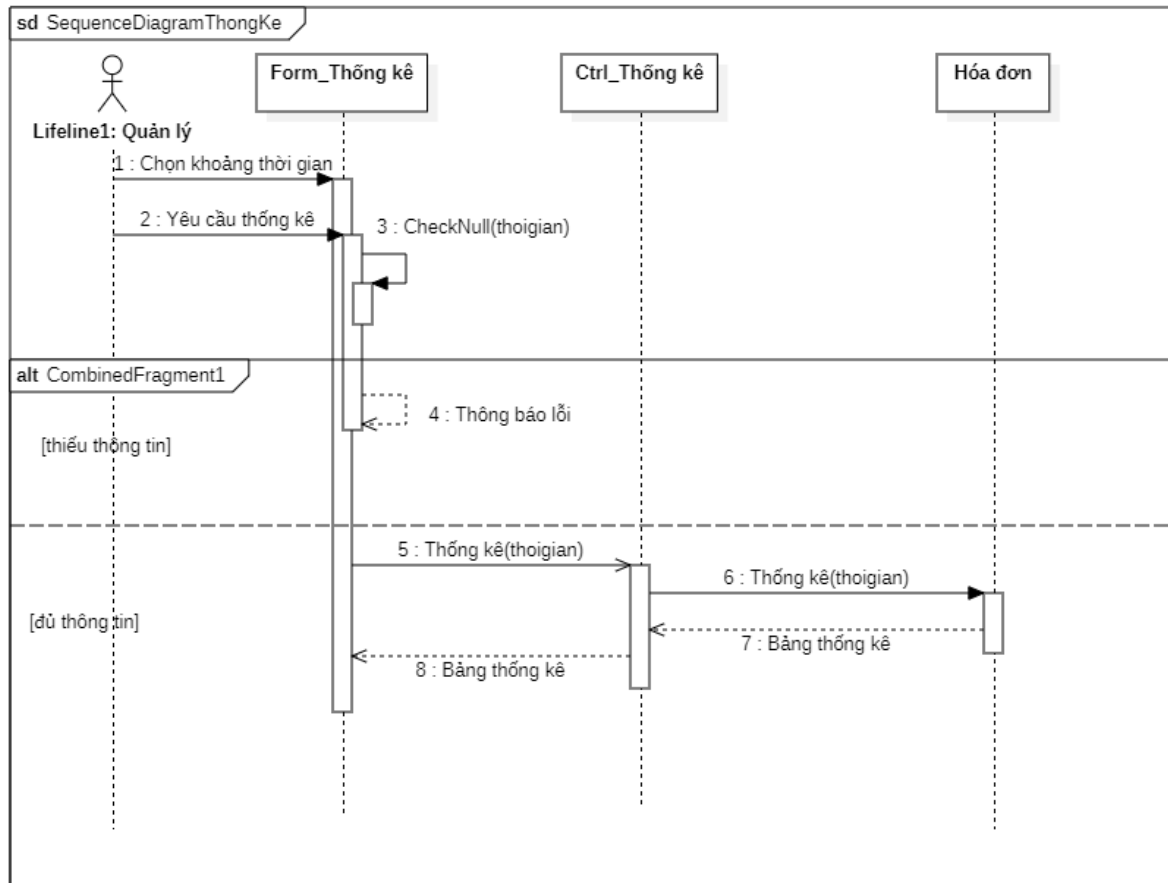 sd SequenceDiagramThongKe
Form_Thống kê
Ctrl_Thống kê
Hóa đơn
Lifeline1: Quản lý
1 : Chọn khoảng thời gian
2 : Yêu cầu thống kê
3 : CheckNull(thoigian)
alt CombinedFragment1
4 : Thông báo lỗi
[thiếu thông tin]
5 : Thống kê(thoigian)
6 : Thống kê(thoigian)
[đủ thông tin]
7 : Bảng thống kê
8 : Bảng thống kê